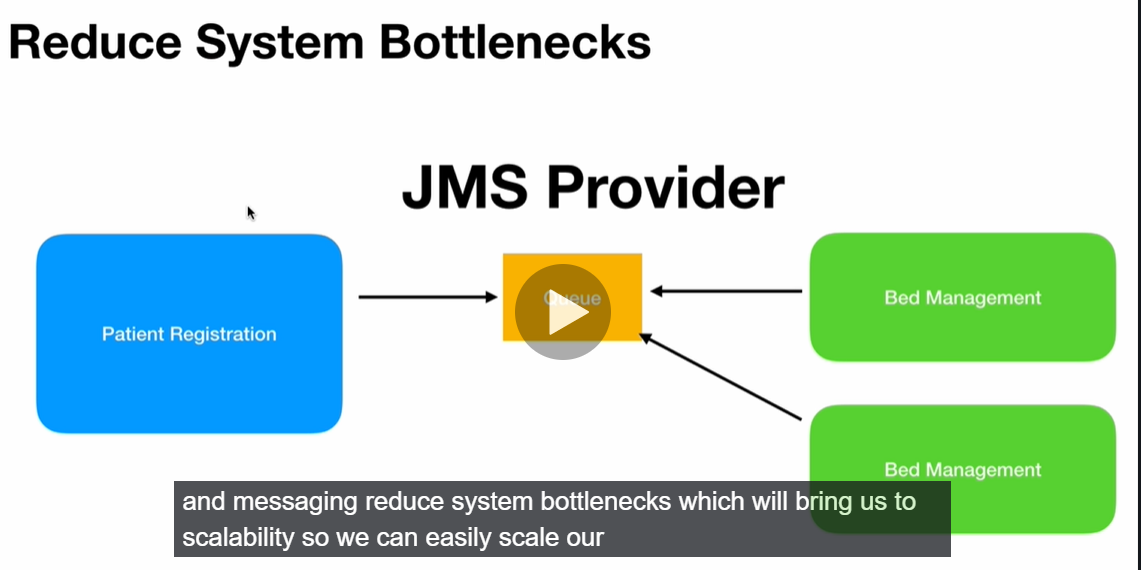 Reduce System Bottlenecks
JMS Provider
Patient Registration
Queue
Bed Management
Bed Management
and messaging reduce system bottlenecks which will bring us to
scalability so we can easily scale our